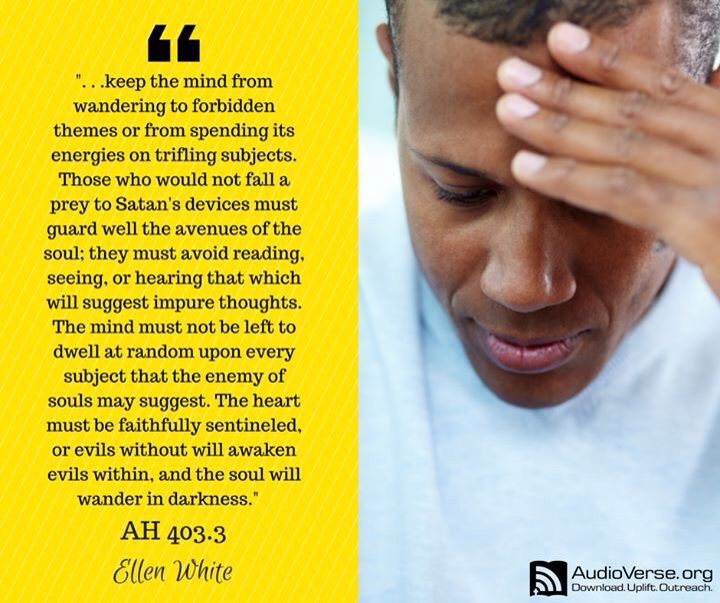 ". . .keep the mind from
wandering to forbidden
themes or from spending its
energies on trifling subjects.
Those who would not fall a
prey to Satan's devices must
guard well the avenues of the
soul; they must avoid reading,
seeing, or hearing that which
will suggest impure thoughts.
The mind must not be left to
dwell at random upon every
subject that the enemy of
souls may suggest. The heart
must be faithfully sentineled,
or evils without will awaken
evils within, and the soul will
wander in darkness."
AH 403.3
Ellen White
AudioVerse.org
Download. Uplift. Outreach.